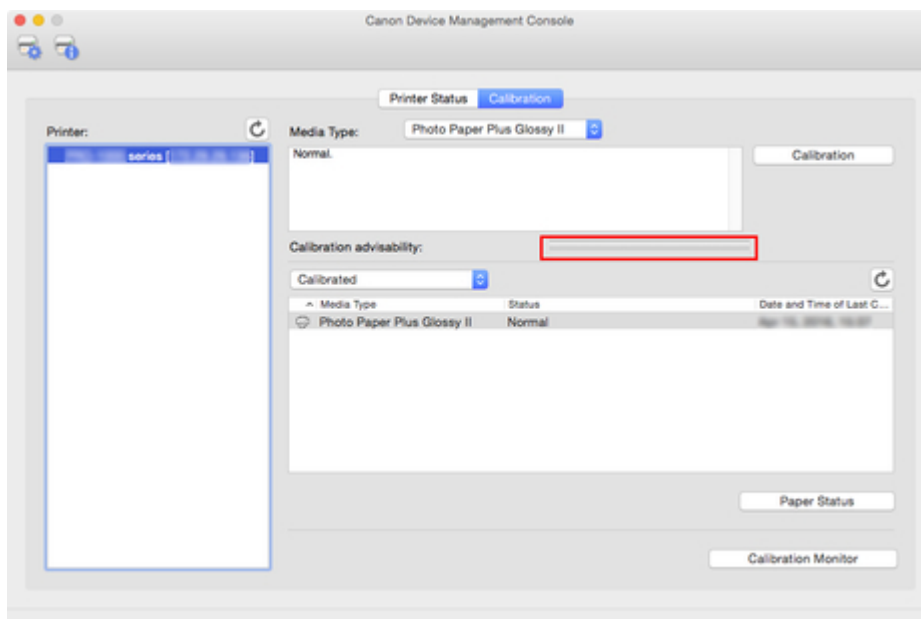 Canon Device Management Console
Printer Status Calibration
Printer:
Media Type: Photo Paper Plus Glossy II
series [ ]
Normal.
Calibration
Calibration advisability:
Calibrated
Media Type Status Date and Time of Last C...
Photo Paper Plus Glossy II Normal
Paper Status
Calibration Monitor